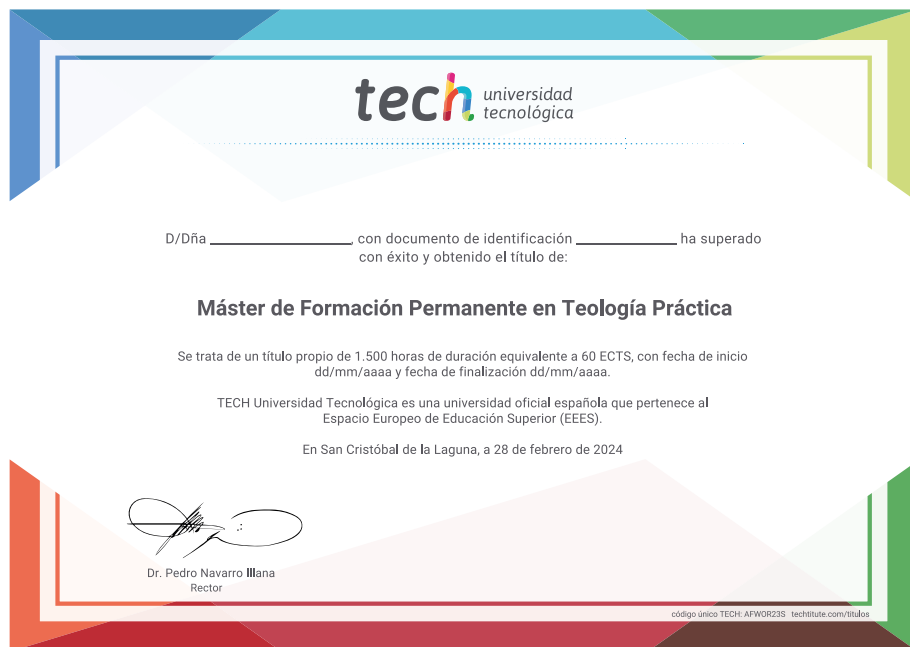 tech universidad
tecnológica
D/Dña ________________, con documento de identificación ___________ ha superado
con éxito y obtenido el título de:
Máster de Formación Permanente en Teología Práctica
Se trata de un título propio de 1.500 horas de duración equivalente a 60 ECTS, con fecha de inicio
dd/mm/aaaa y fecha de finalización dd/mm/aaaa.
TECH Universidad Tecnológica es una universidad oficial española que pertenece al
Espacio Europeo de Educación Superior (EEES).
En San Cristóbal de la Laguna, a 28 de febrero de 2024
Dr. Pedro Navarro Illana
Rector
código único TECH: AFWOR23S techtitute.com/titulos